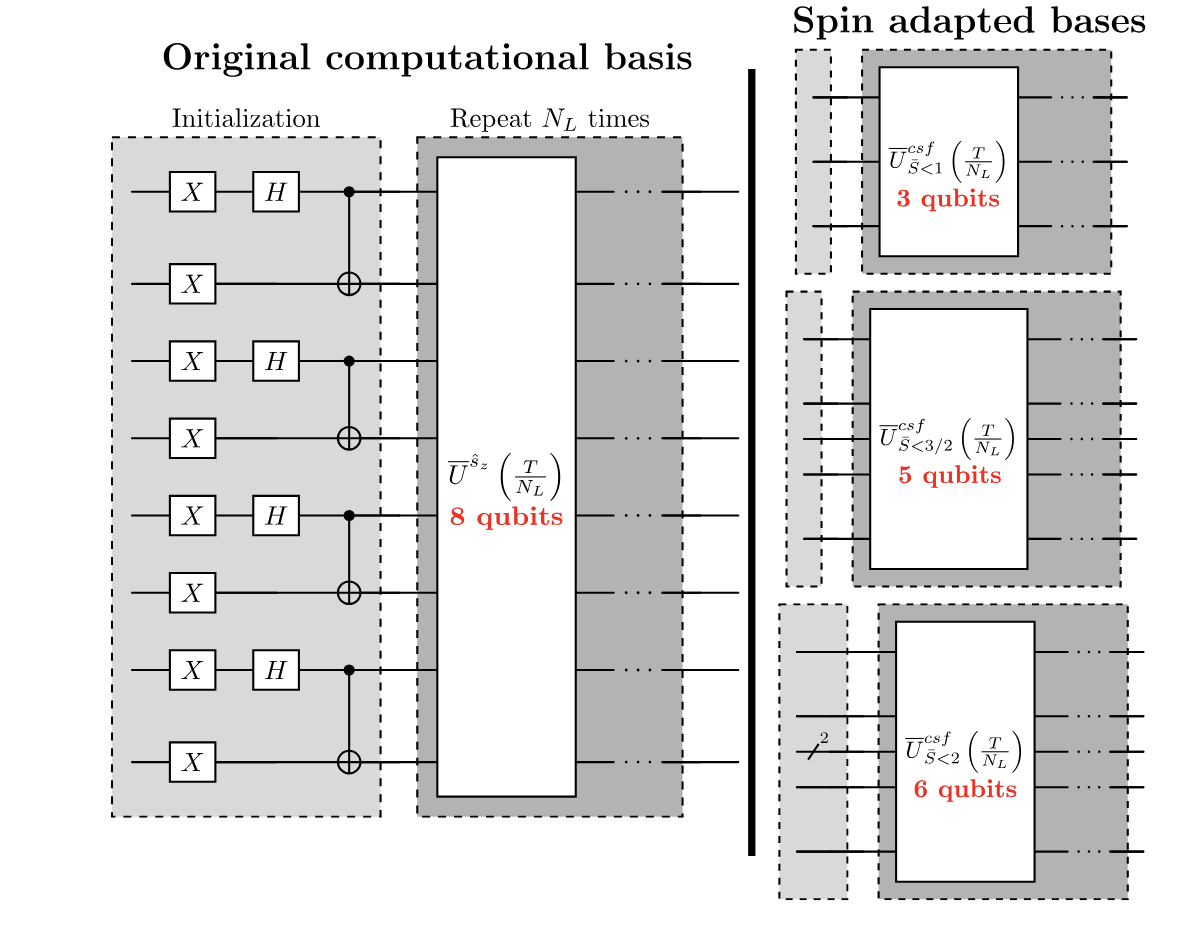 Original computational basis
Initialization
Repeat $N_L$ times
X H
X
X H
X
X H
X
X H
X
$\overline{U}^{\hat{s}_z}\left(\frac{T}{N_L}\right)$
8 qubits
· · ·
· · ·
· · ·
· · ·
· · ·
· · ·
· · ·
· · ·
Spin adapted bases
$\overline{U}^{csf}_{\bar{S}<1}\left(\frac{T}{N_L}\right)$
3 qubits
· · ·
· · ·
· · ·
$\overline{U}^{csf}_{\bar{S}<3/2}\left(\frac{T}{N_L}\right)$
5 qubits
· · ·
· · ·
· · ·
· · ·
· · ·
2
$\overline{U}^{csf}_{\bar{S}<2}\left(\frac{T}{N_L}\right)$
6 qubits
· · ·
· · ·
· · ·
· · ·
· · ·